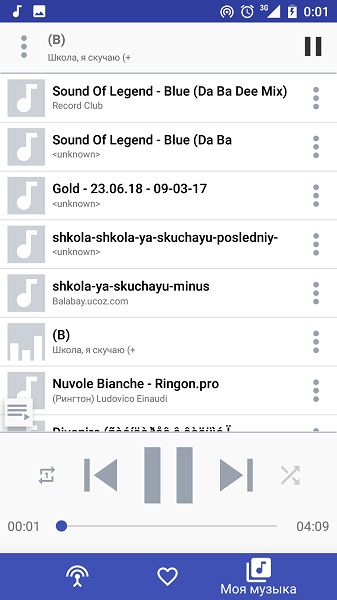 3G 0:01
(B)
Школа, я скучаю (+
Sound Of Legend - Blue (Da Ba Dee Mix)
Record Club
Sound Of Legend - Blue (Da Ba
<unknown>
Gold - 23.06.18 - 09-03-17
<unknown>
shkola-shkola-ya-skuchayu-posledniy-
<unknown>
shkola-ya-skuchayu-minus
Balabay.ucoz.com
(B)
Школа, я скучаю (+
Nuvole Bianche - Ringon.pro
(Рингтон) Ludovico Einaudi
1
00:01
04:09
Моя музыка